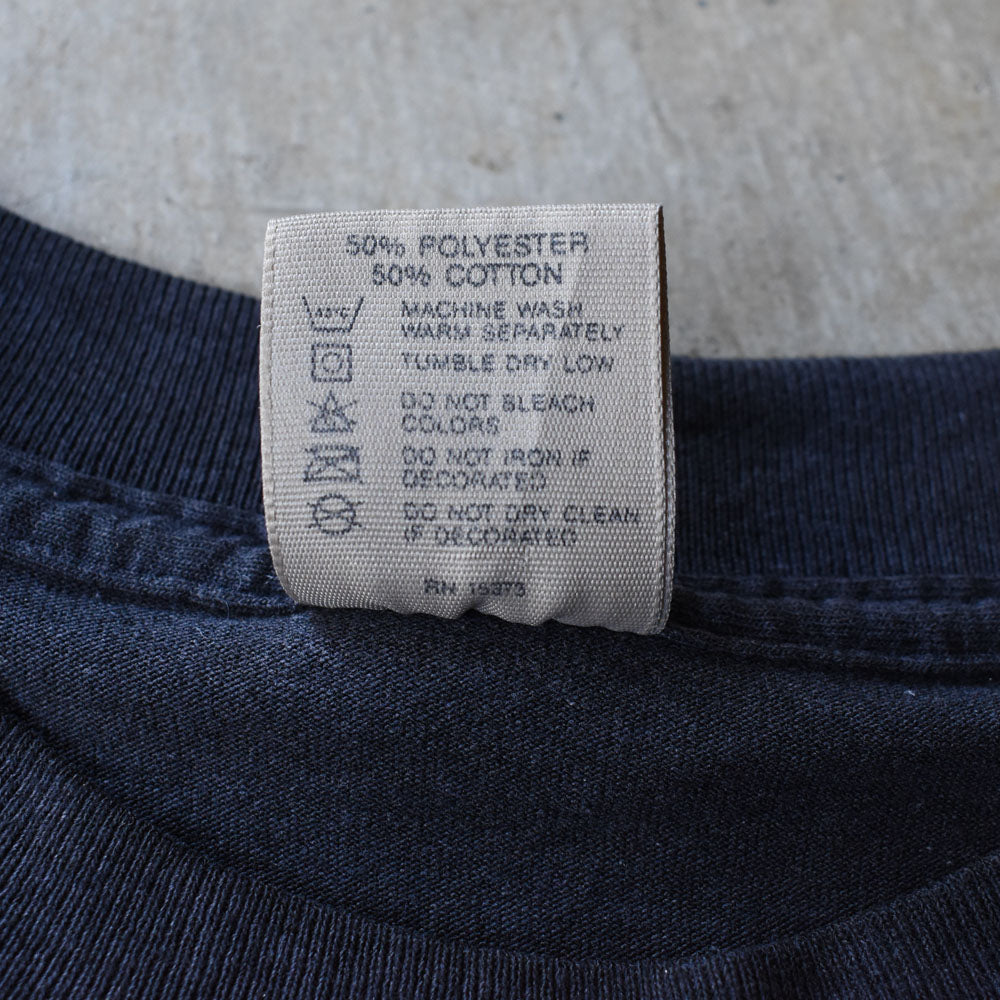 50% POLYESTER
50% COTTON
MACHINE WASH
WARM SEPARATELY
TUMBLE DRY LOW
DO NOT BLEACH
COLORS
DO NOT IRON IF
DECORATED
DO NOT DRY CLEAN
IF DECORATED
RN 15373